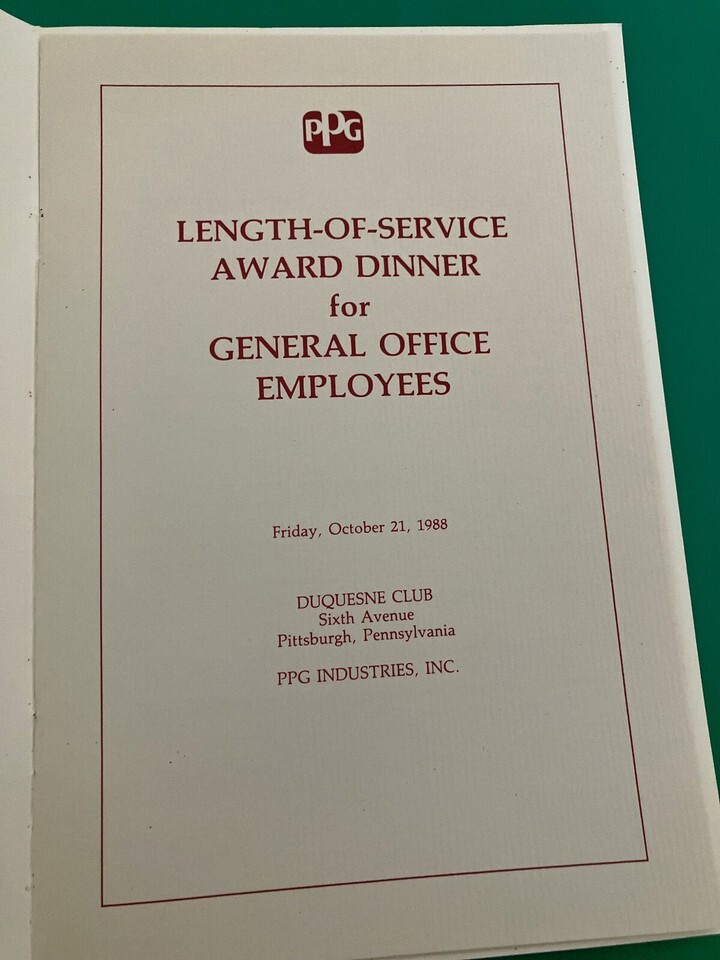 PPG
LENGTH-OF-SERVICE
AWARD DINNER
for
GENERAL OFFICE
EMPLOYEES
Friday, October 21, 1988
DUQUESNE CLUB
Sixth Avenue
Pittsburgh, Pennsylvania
PPG INDUSTRIES, INC.